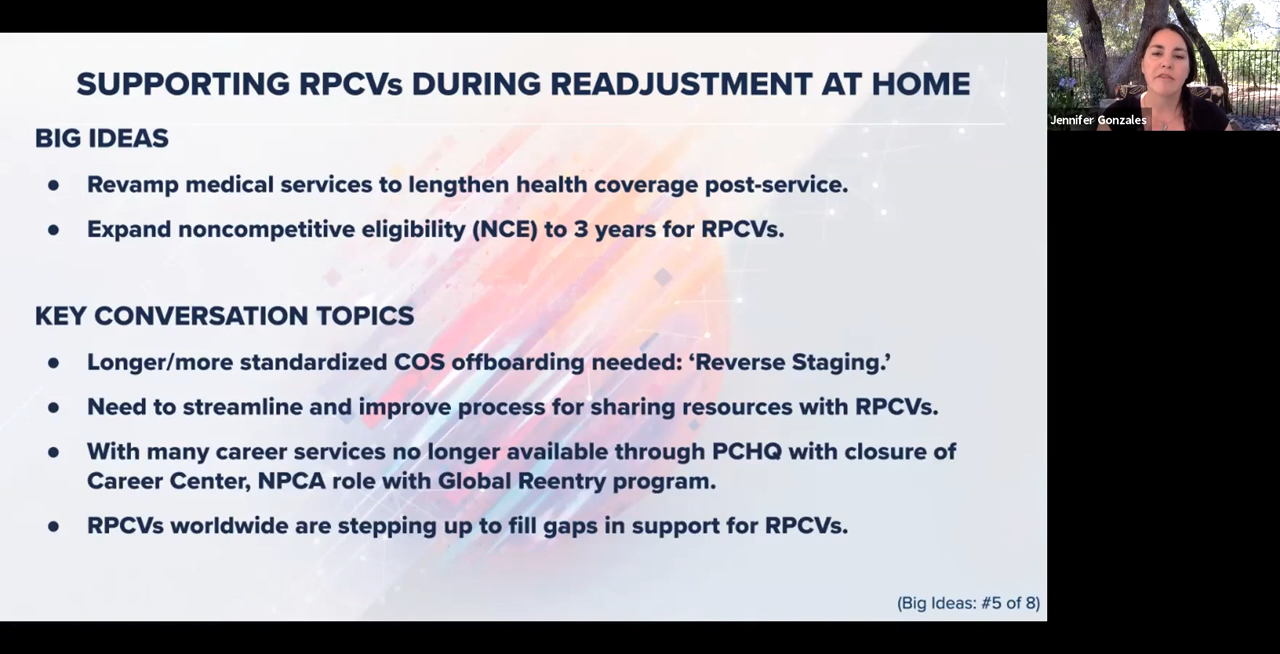 SUPPORTING RPCVs DURING READJUSTMENT AT HOME
BIG IDEAS
● Revamp medical services to lengthen health coverage post-service.
● Expand noncompetitive eligibility (NCE) to 3 years for RPCVs.
KEY CONVERSATION TOPICS
● Longer/more standardized COS offboarding needed: ‘Reverse Staging.’
● Need to streamline and improve process for sharing resources with RPCVs.
● With many career services no longer available through PCHQ with closure of
Career Center, NPCA role with Global Reentry program.
● RPCVs worldwide are stepping up to fill gaps in support for RPCVs.
(Big Ideas: #5 of 8)
Jennifer Gonzales